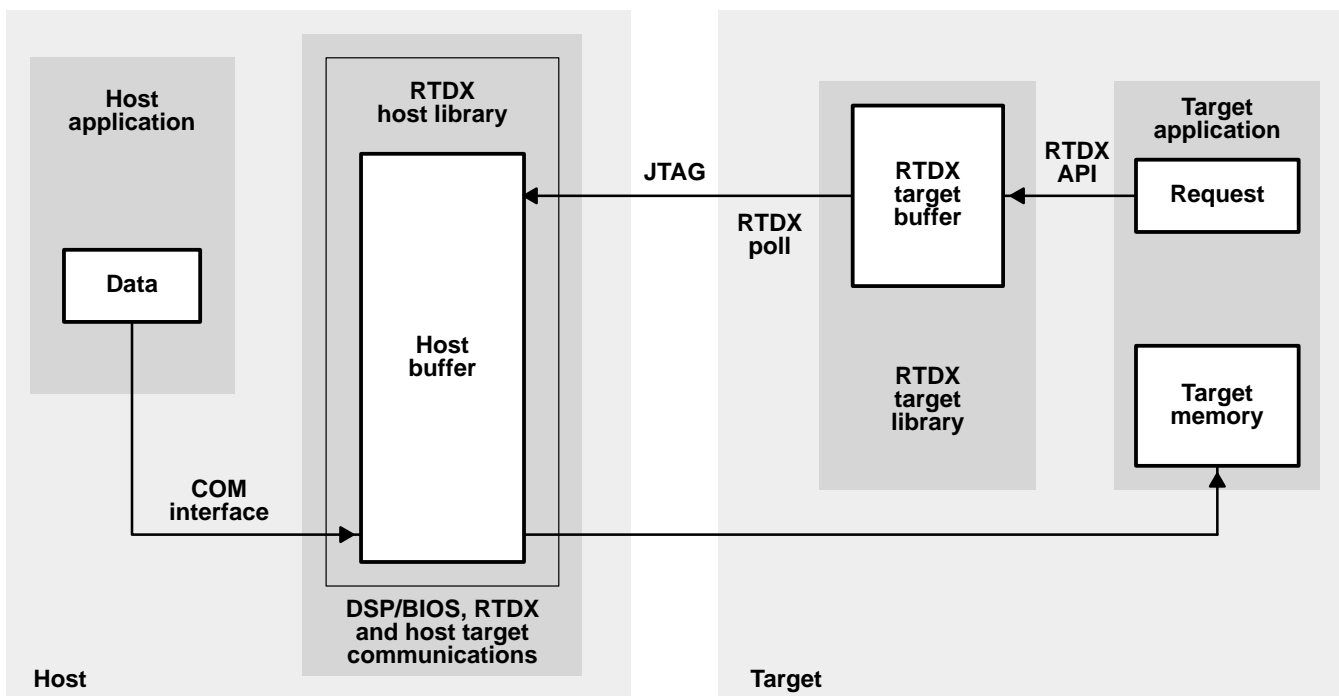 Host
application
Data
COM
interface
RTDX
host library
Host
buffer
DSP/BIOS, RTDX
and host target
communications
Host
JTAG
RTDX
poll
RTDX
target
buffer
RTDX
target
library
RTDX
API
Target
application
Request
Target
memory
Target